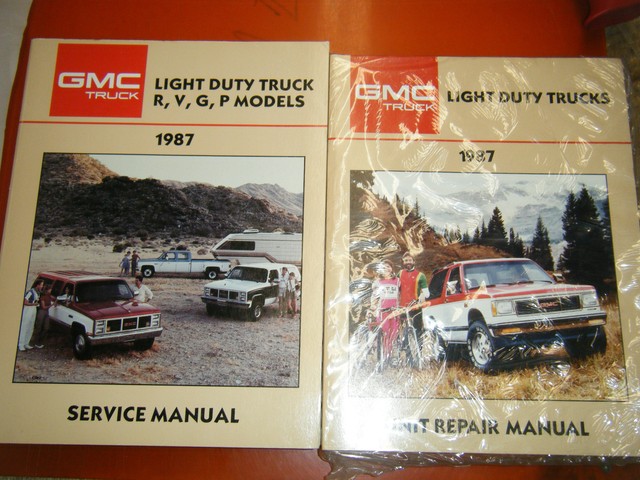 GMC
TRUCK
LIGHT DUTY TRUCK
R, V, G, P MODELS
1987
SERVICE MANUAL
GMC
TRUCK
LIGHT DUTY TRUCKS
1987
UNIT REPAIR MANUAL